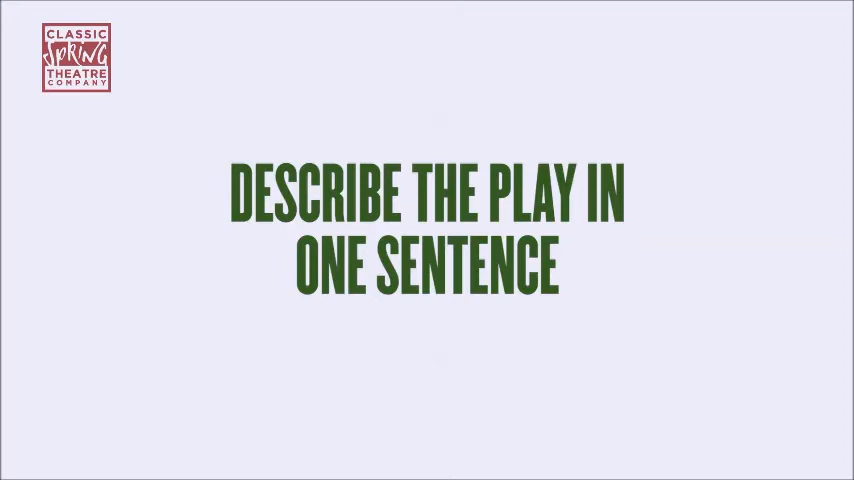 CLASSIC
SPRING
THEATRE
COMPANY
DESCRIBE THE PLAY IN
ONE SENTENCE